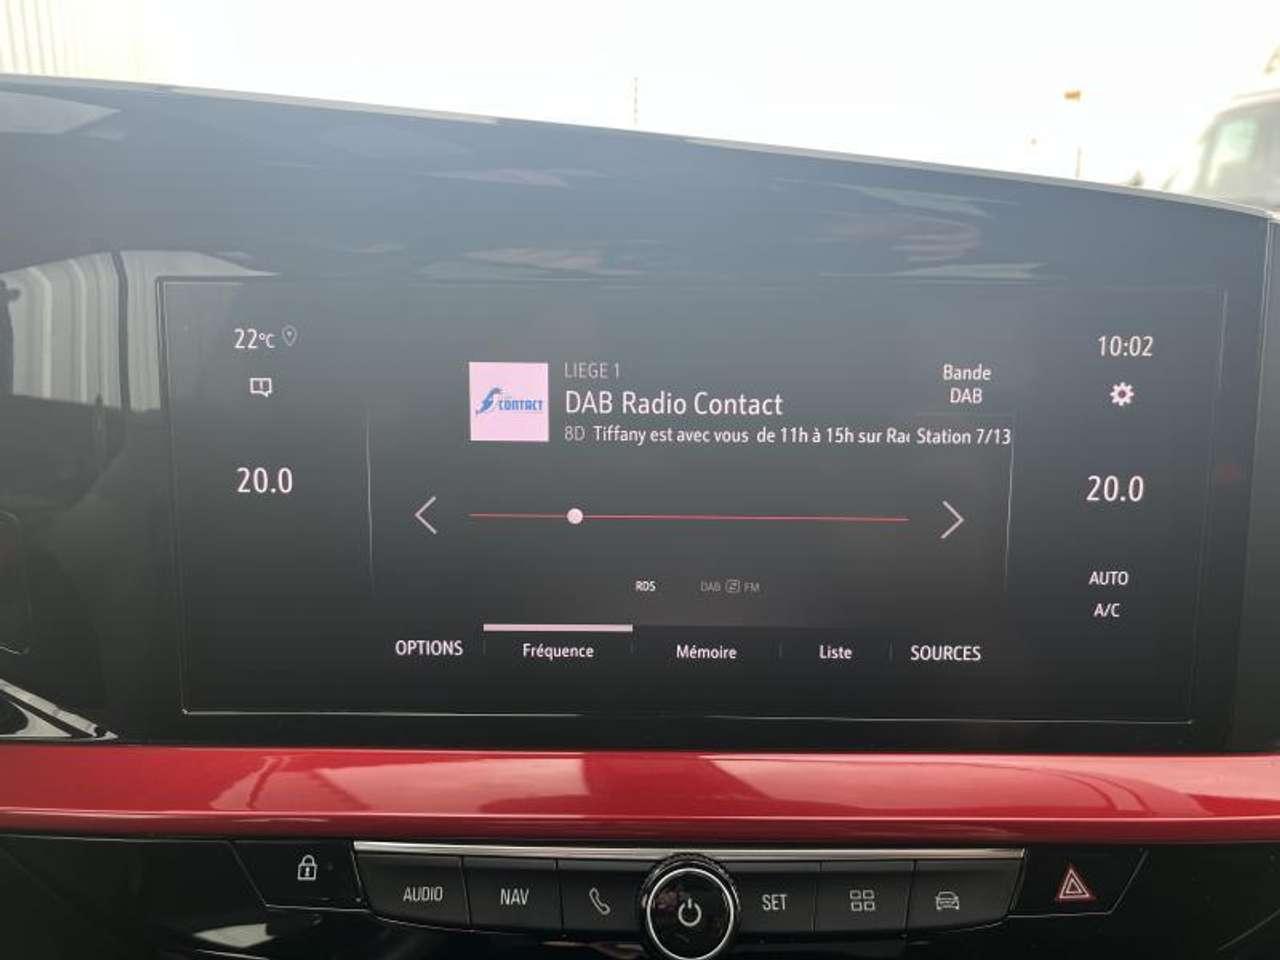 22°C
10:02
LIEGE 1
Bande
DAB
CONTACT
DAB Radio Contact
8D Tiffany est avec vous de 11h à 15h sur Ra
Station 7/13
20.0
20.0
RDS
DAB FM
AUTO
A/C
OPTIONS
Fréquence
Mémoire
Liste
SOURCES
AUDIO
NAV
SET